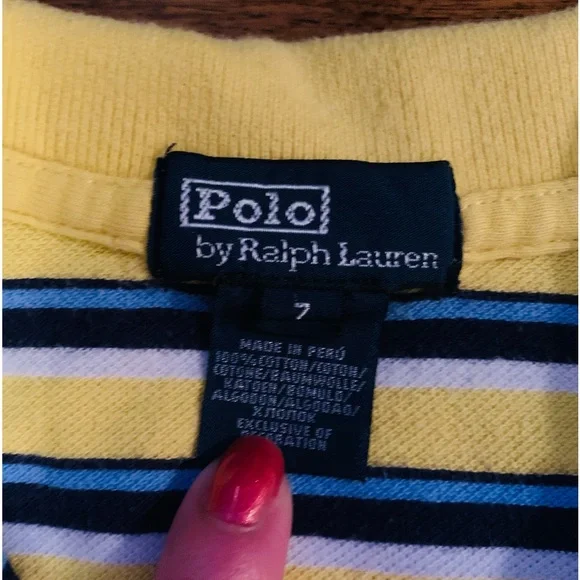 Polo
by Ralph Lauren
7
MADE IN PERÚ
100% COTTON/COTON/
COTONE/BAUMWOLLE/
KATOEN/BOMULD/
ALGODON/ALGODAO/
ХЛОПОК
EXCLUSIVE OF
DECORATION